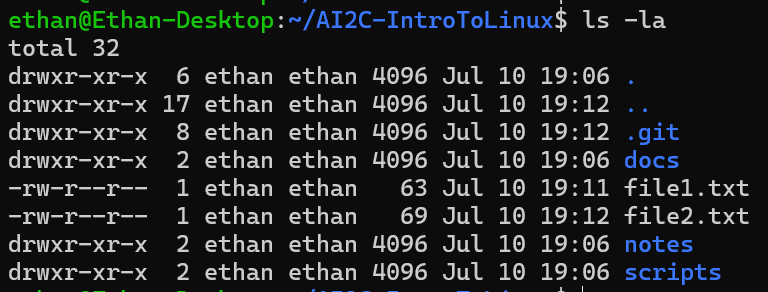 ethan@Ethan-Desktop:~/AI2C-IntroToLinux$ ls -la
total 32
drwxr-xr-x  6 ethan ethan 4096 Jul 10 19:06 .
drwxr-xr-x 17 ethan ethan 4096 Jul 10 19:12 ..
drwxr-xr-x  8 ethan ethan 4096 Jul 10 19:12 .git
drwxr-xr-x  2 ethan ethan 4096 Jul 10 19:06 docs
-rw-r--r--  1 ethan ethan   63 Jul 10 19:11 file1.txt
-rw-r--r--  1 ethan ethan   69 Jul 10 19:12 file2.txt
drwxr-xr-x  2 ethan ethan 4096 Jul 10 19:06 notes
drwxr-xr-x  2 ethan ethan 4096 Jul 10 19:06 scripts